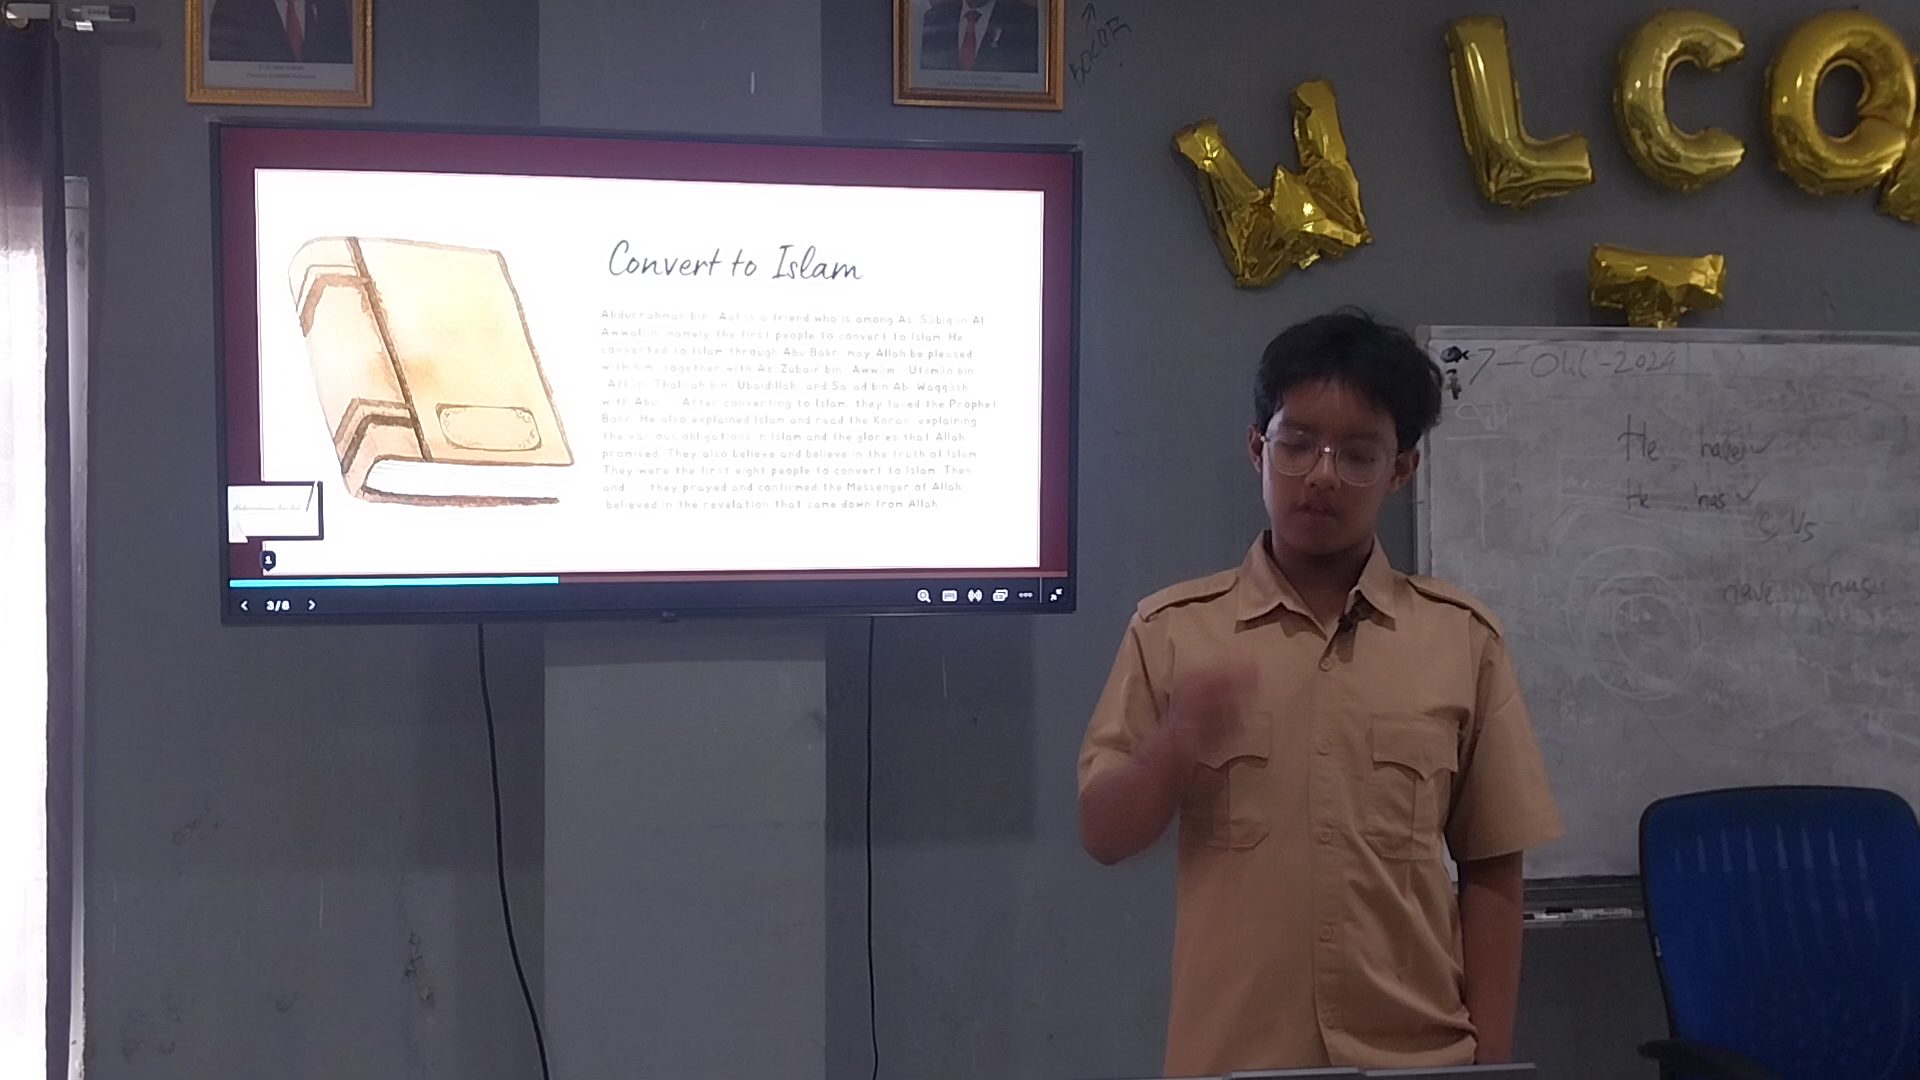 BOCOR
W LCO
Convert to Islam
Abdurrahman bin Auf is a friend who is among As-Sabiqun Al
Awwalun, namely the first people to convert to Islam. He
converted to Islam through Abu Bakr, may Allah be pleased
with him, together with Az Zubair bin Awwam, Utsman bin
Affan, Thalhah bin Ubaidillah, and Sa ad bin Abi Waqqash
with Abu After converting to Islam, they faced the Prophet
Bakr. He also explained Islam and read the Koran, explaining
the various obligations in Islam and the glories that Allah
promised. They also believe and believe in the truth of Islam.
They were the first eight people to convert to Islam. Then
and they prayed and confirmed the Messenger of Allah
believed in the revelation that came down from Allah.
1
3/8
7-Okt-2024
He have
He has
have, has